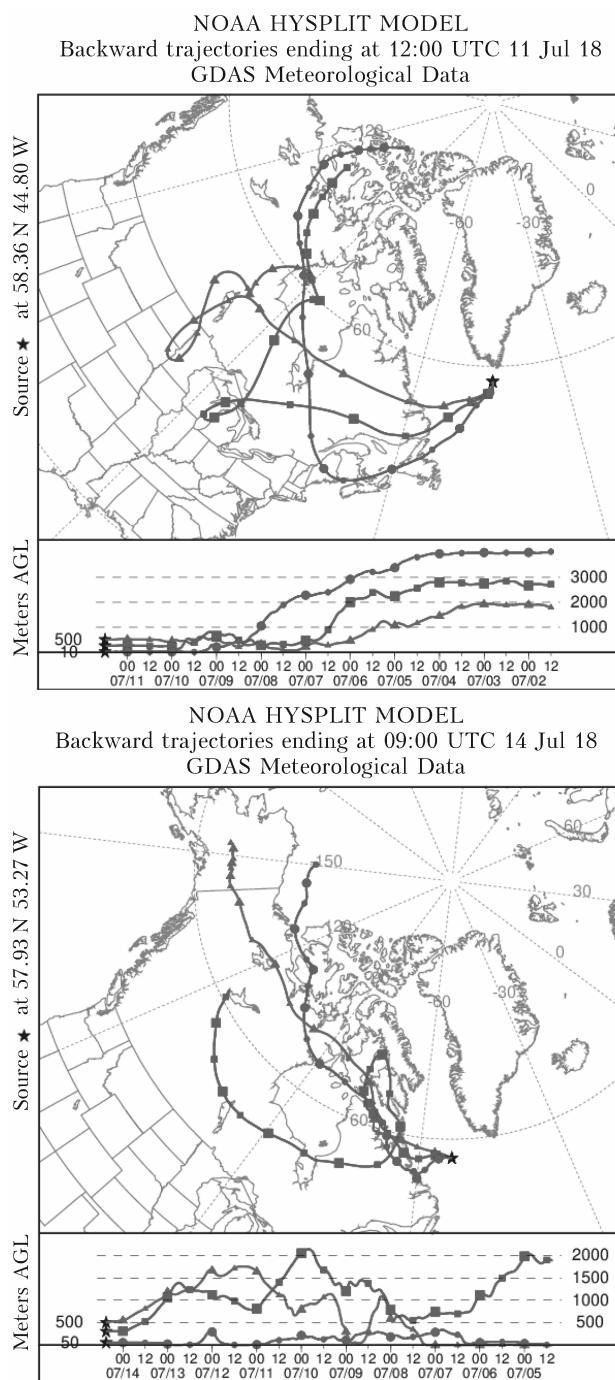 NOAA HYSPLIT MODEL
Backward trajectories ending at 12:00 UTC 11 Jul 18
GDAS Meteorological Data
Source ★ at 58.36 N 44.80 W
0
-60
-30
60
Meters AGL
3000
2000
1000
500
10
00 12 00 12 00 12 00 12 00 12 00 12 00 12 00 12 00 12 00 12
07/11 07/10 07/09 07/08 07/07 07/06 07/05 07/04 07/03 07/02
NOAA HYSPLIT MODEL
Backward trajectories ending at 09:00 UTC 14 Jul 18
GDAS Meteorological Data
Source ★ at 57.93 N 53.27 W
60
-150
30
0
-30
60
Meters AGL
2000
1500
1000
500
500
50
00 12 00 12 00 12 00 12 00 12 00 12 00 12 00 12 00 12 00 12
07/14 07/13 07/12 07/11 07/10 07/09 07/08 07/07 07/06 07/05